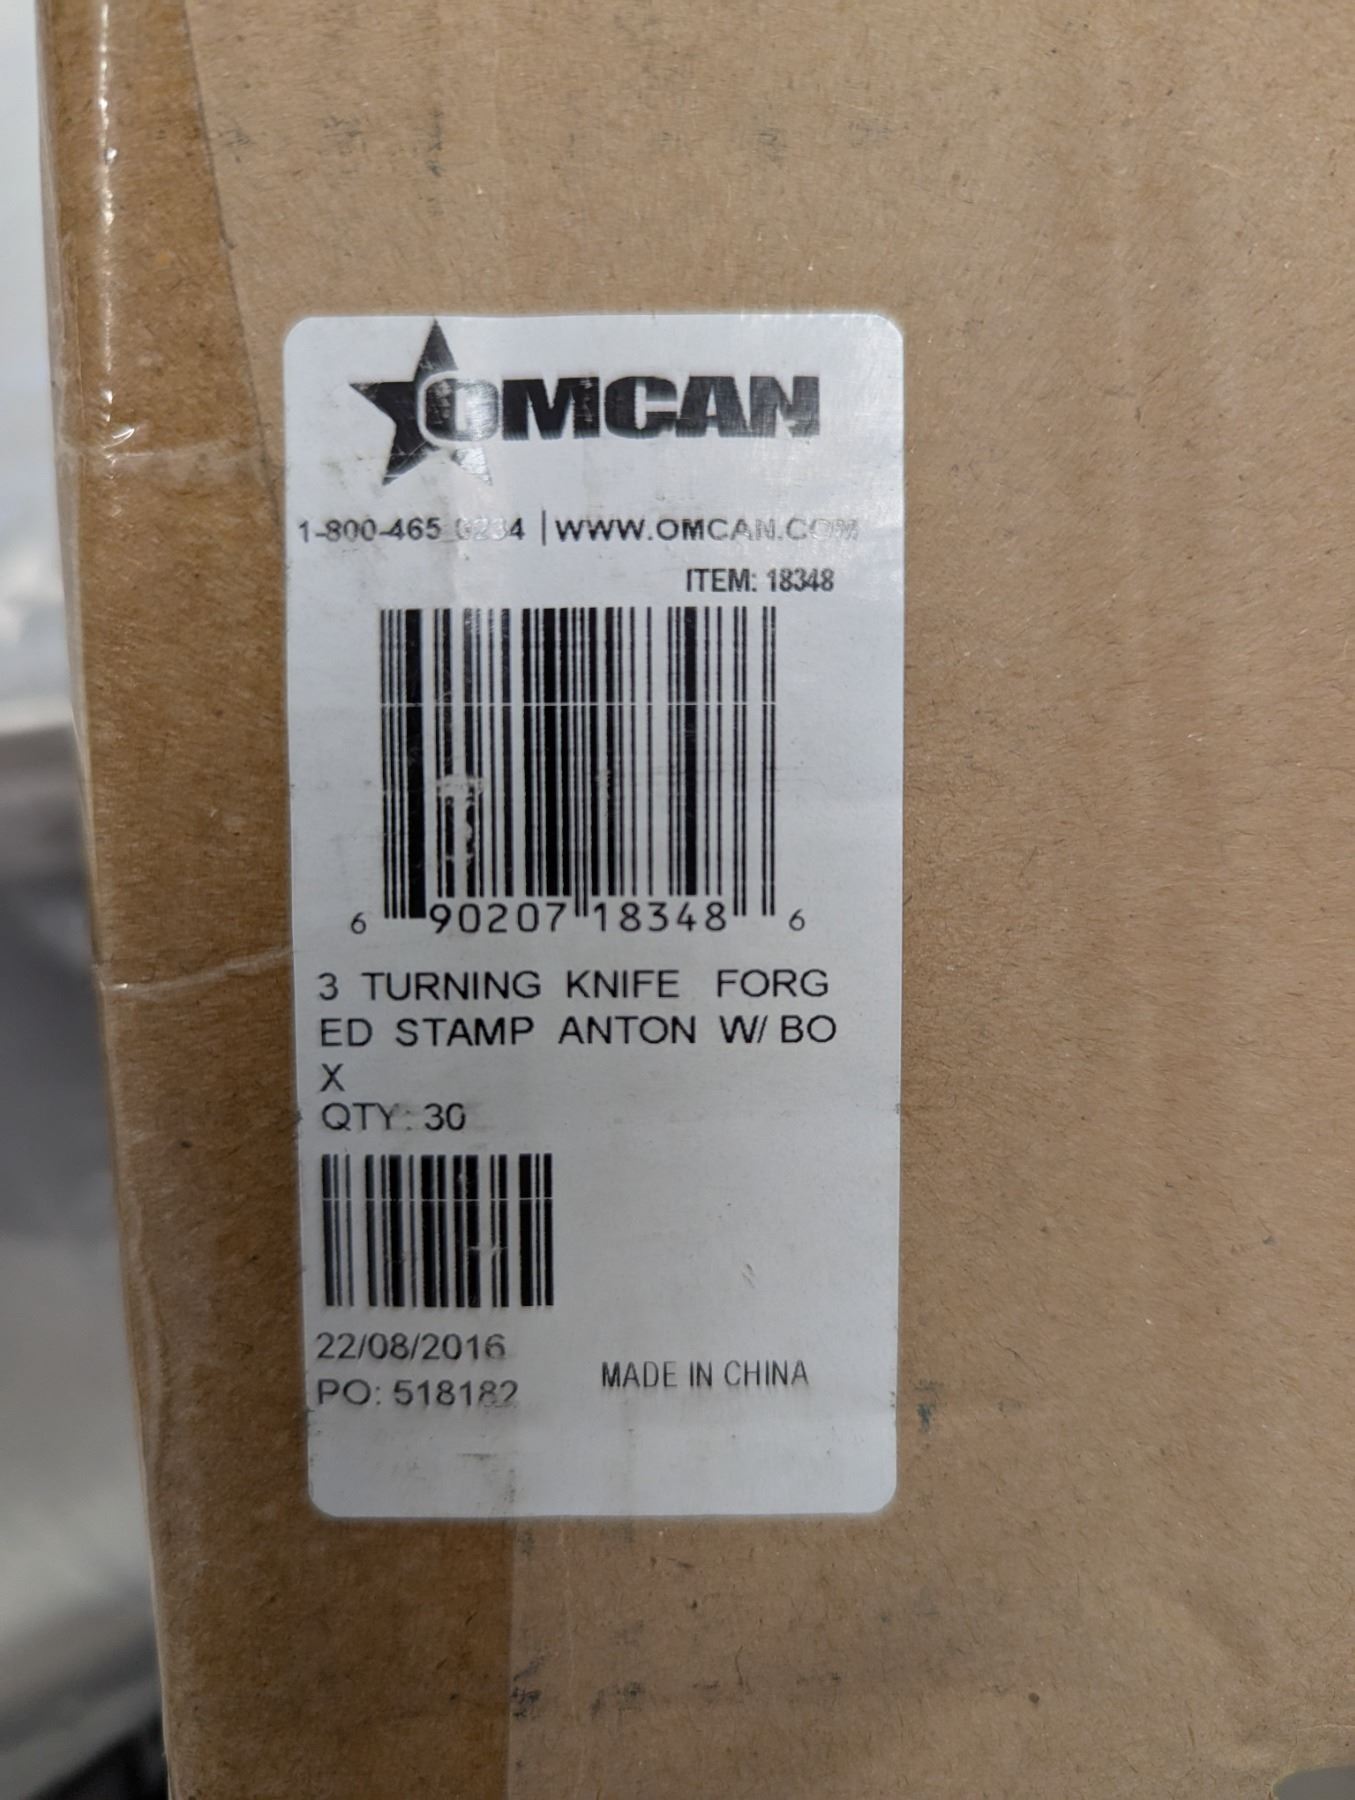 OMCAN
1-800-465-0234 | WWW.OMCAN.COM
ITEM: 18348
6 90207 18348 6
3 TURNING KNIFE FORG
ED STAMP ANTON W/ BO
X
QTY: 30
22/08/2016
PO: 518182
MADE IN CHINA